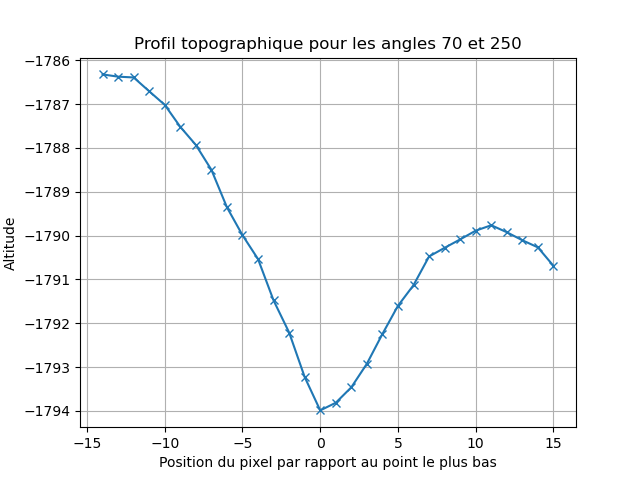 Profil topographique pour les angles 70 et 250
−1786
−1787
−1788
−1789
−1790
−1791
−1792
−1793
−1794
Altitude
−15 −10 −5 0 5 10 15
Position du pixel par rapport au point le plus bas